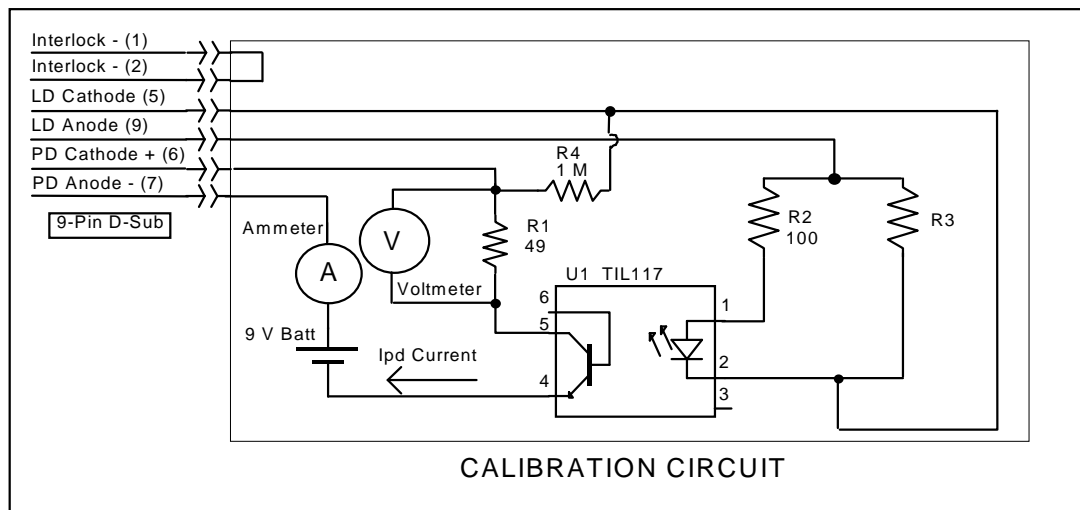 Interlock - (1)
Interlock - (2)
LD Cathode (5)
LD Anode (9)
PD Cathode + (6)
PD Anode - (7)
9-Pin D-Sub
Ammeter
A
V
Voltmeter
R4
1 M
R1
49
R2
100
R3
U1 TIL117
6
5
4
1
2
3
9 V Batt
Ipd Current
CALIBRATION CIRCUIT